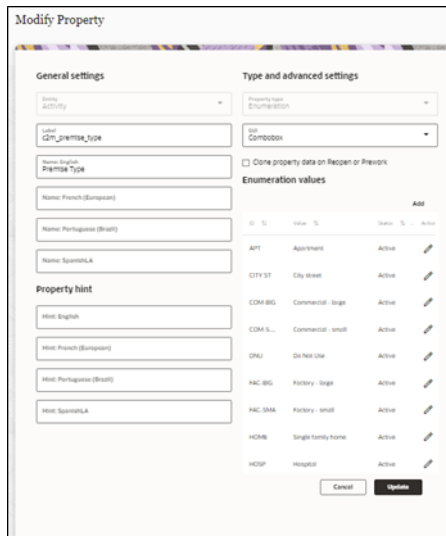 Modify Property
General settings
Entity
Activity
Label
c2m_premise_type
Name: English
Premise Type
Name: French (European)
Name: Portuguese (Brazil)
Name: SpanishLA
Property hint
Hint: English
Hint: French (European)
Hint: Portuguese (Brazil)
Hint: SpanishLA
Type and advanced settings
Property type
Enumeration
GUI
Combobox
Clone property data on Reopen or Prework
Enumeration values
Add
ID Value Status ... Action
APT Apartment Active
CITY ST City street Active
COM-BIG Commercial - large Active
COM-S... Commercial - small Active
DNU Do Not Use Active
FAC-BIG Factory - large Active
FAC-SMA Factory - small Active
HOME Single family home Active
HOSP Hospital Active
Cancel Update